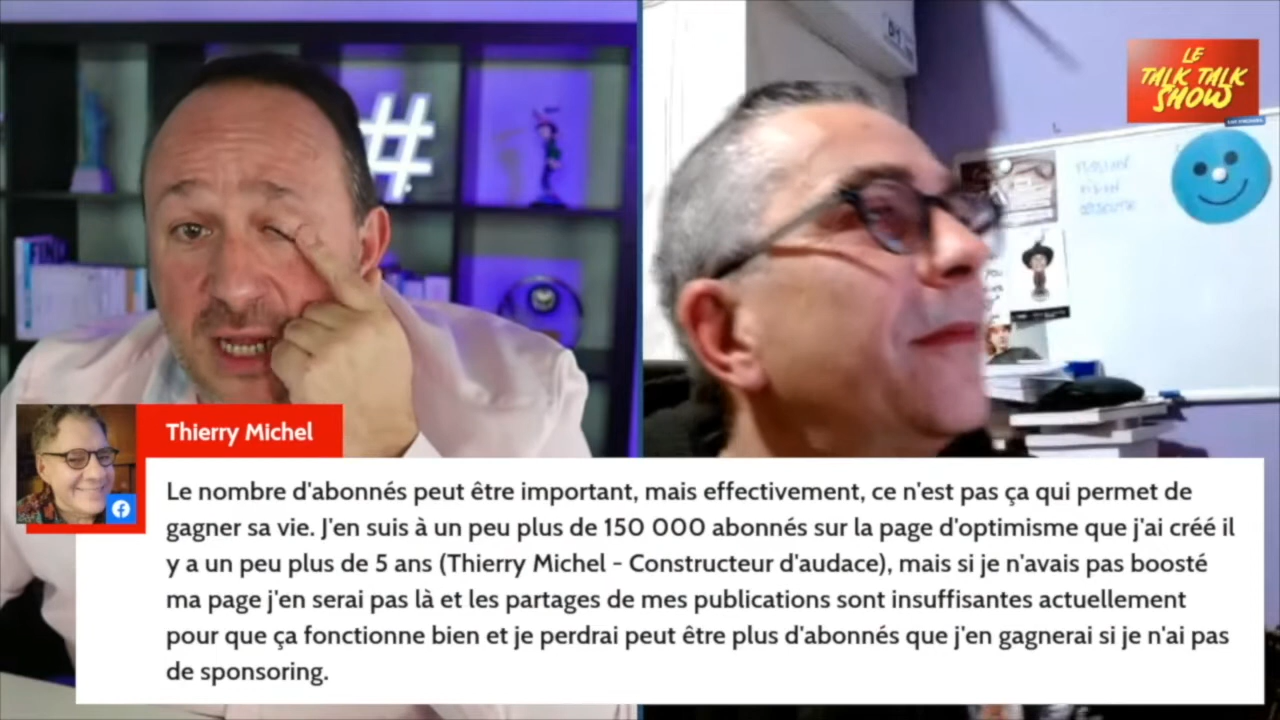 LE
TALK TALK
SHOW
#
Thierry Michel
Le nombre d'abonnés peut être important, mais effectivement, ce n'est pas ça qui permet de
gagner sa vie. J'en suis à un peu plus de 150 000 abonnés sur la page d'optimisme que j'ai créé il
y a un peu plus de 5 ans (Thierry Michel - Constructeur d'audace), mais si je n'avais pas boosté
ma page j'en serai pas là et les partages de mes publications sont insuffisantes actuellement
pour que ça fonctionne bien et je perdrai peut être plus d'abonnés que j'en gagnerai si je n'ai pas
de sponsoring.